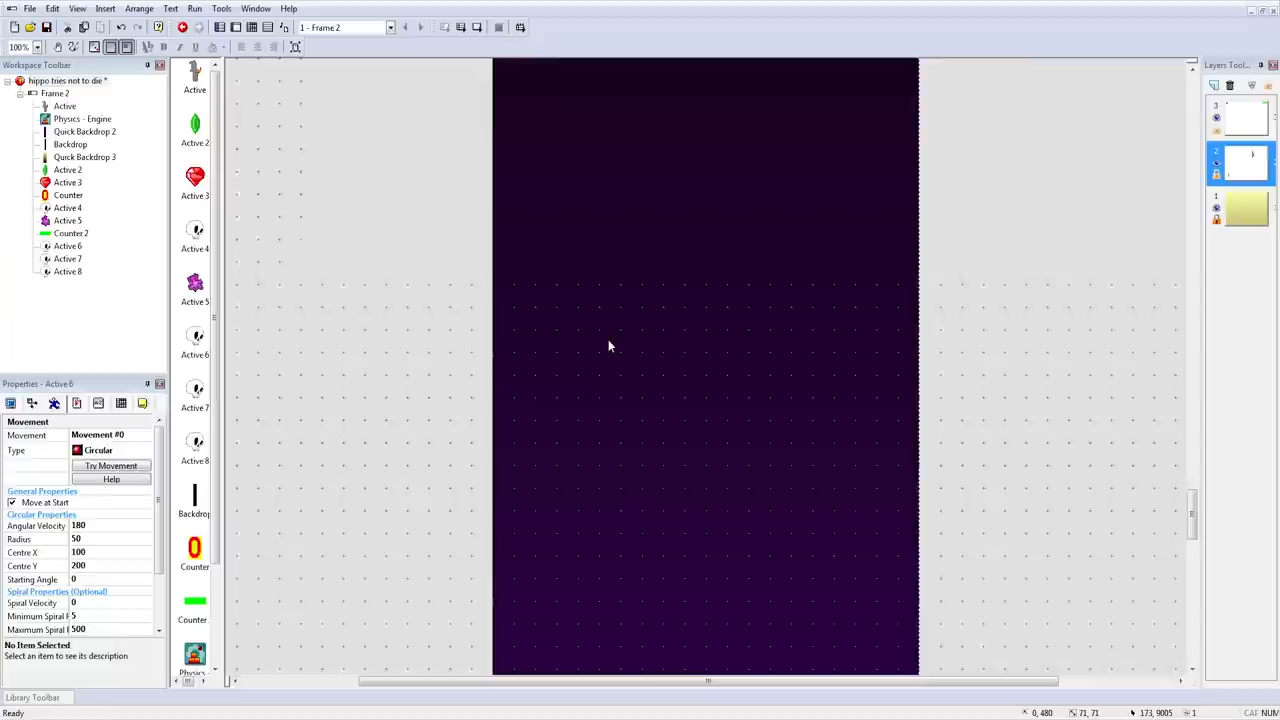 File Edit View Insert Arrange Text Run Tools Window Help
1 - Frame 2
100%
Workspace Toolbar
hippo tries not to die *
Frame 2
Active
Physics - Engine
Quick Backdrop 2
Backdrop
Quick Backdrop 3
Active 2
Active 3
Counter
Active 4
Active 5
Counter 2
Active 6
Active 7
Active 8
Active
Active 2
Active 3
Active 4
Active 5
Active 6
Active 7
Active 8
Backdrop
Counter
Counter
Physics
Layers Tool...
3
2
1
Properties - Active 6
Movement
Movement Movement #0
Type Circular
Try Movement
Help
General Properties
Move at Start
Circular Properties
Angular Velocity 180
Radius 50
Centre X 100
Centre Y 200
Starting Angle 0
Spiral Properties (Optional)
Spiral Velocity 0
Minimum Spiral 5
Maximum Spiral 500
No Item Selected
Select an item to see its description
Library Toolbar
Ready
0, 480 71, 71 173, 9005 1 CAF NUM